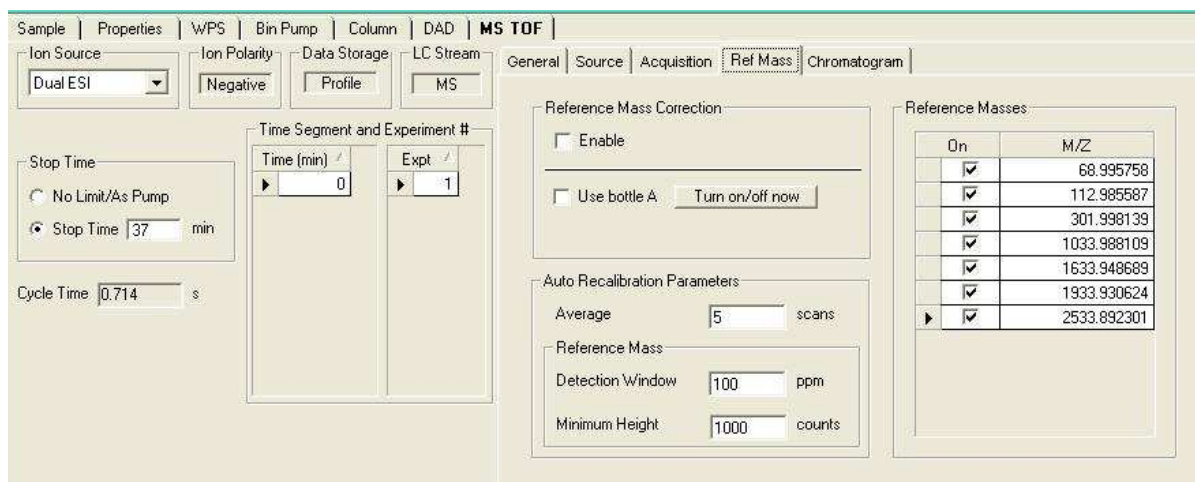 Sample Properties WPS Bin Pump Column DAD MS TOF
Ion Source Ion Polarity Data Storage LC Stream
Dual ESI Negative Profile MS
Time Segment and Experiment #
Time (min) Expt
0 1
Stop Time
No Limit/As Pump
Stop Time 37 min
Cycle Time 0.714 s
General Source Acquisition Ref Mass Chromatogram
Reference Mass Correction
Enable
Use bottle A Turn on/off now
Auto Recalibration Parameters
Average 5 scans
Reference Mass
Detection Window 100 ppm
Minimum Height 1000 counts
Reference Masses
On M/Z
68.995758
112.985587
301.998139
1033.988109
1633.948689
1933.930624
2533.892301